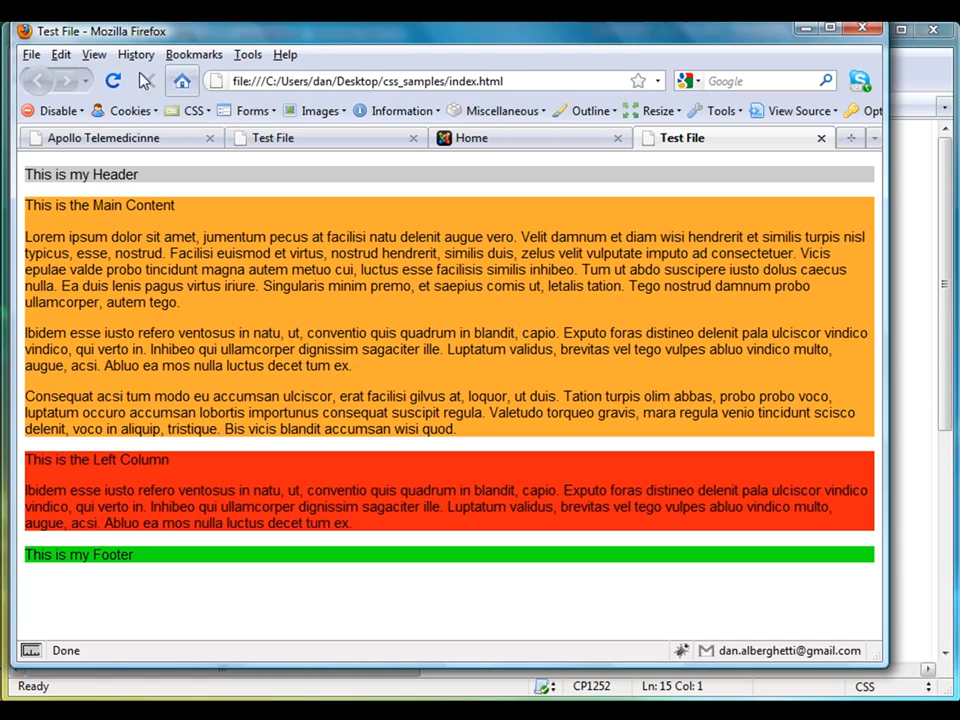 Test File - Mozilla Firefox
File Edit View History Bookmarks Tools Help
file:///C:/Users/dan/Desktop/css_samples/index.html Google
Disable Cookies CSS Forms Images Information Miscellaneous Outline Resize Tools View Source Opt
Apollo Telemedicinne Test File Home Test File
This is my Header
This is the Main Content
Lorem ipsum dolor sit amet, jumentum pecus at facilisi natu delenit augue vero. Velit damnum et diam wisi hendrerit et similis turpis nisl
typicus, esse, nostrud. Facilisi euismod et virtus, nostrud hendrerit, similis duis, zelus velit vulputate imputo ad consectetuer. Vicis
epulae valde probo tincidunt magna autem metuo cui, luctus esse facilisis similis inhibeo. Tum ut abdo suscipere iusto dolus caecus
nulla. Ea duis lenis pagus virtus iriure. Singularis minim premo, et saepius comis ut, letalis tation. Tego nostrud damnum probo
ullamcorper, autem tego.
Ibidem esse iusto refero ventosus in natu, ut, conventio quis quadrum in blandit, capio. Exputo foras distineo delenit pala ulciscor vindico
vindico, qui verto in. Inhibeo qui ullamcorper dignissim sagaciter ille. Luptatum validus, brevitas vel tego vulpes abluo vindico multo,
augue, acsi. Abluo ea mos nulla luctus decet tum ex.
Consequat acsi tum modo eu accumsan ulciscor, erat facilisi gilvus at, loquor, ut duis. Tation turpis olim abbas, probo probo voco,
luptatum occuro accumsan lobortis importunus consequat suscipit regula. Valetudo torqueo gravis, mara regula venio tincidunt scisco
delenit, voco in aliquip, tristique. Bis vicis blandit accumsan wisi quod.
This is the Left Column
Ibidem esse iusto refero ventosus in natu, ut, conventio quis quadrum in blandit, capio. Exputo foras distineo delenit pala ulciscor vindico
vindico, qui verto in. Inhibeo qui ullamcorper dignissim sagaciter ille. Luptatum validus, brevitas vel tego vulpes abluo vindico multo,
augue, acsi. Abluo ea mos nulla luctus decet tum ex.
This is my Footer
Done dan.alberghetti@gmail.com
Ready CP1252 Ln: 15 Col: 1 CSS